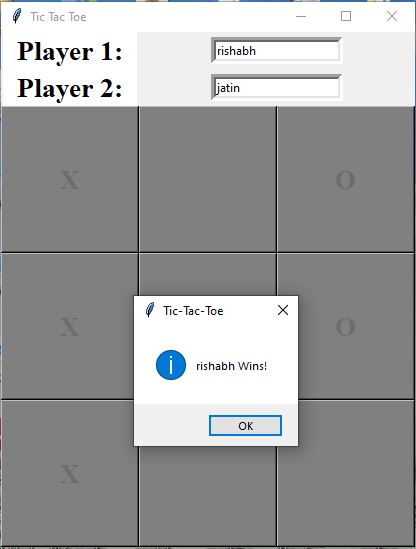 Tic Tac Toe
Player 1: rishabh
Player 2: jatin
X O
X O
Tic-Tac-Toe
rishabh Wins!
OK
X